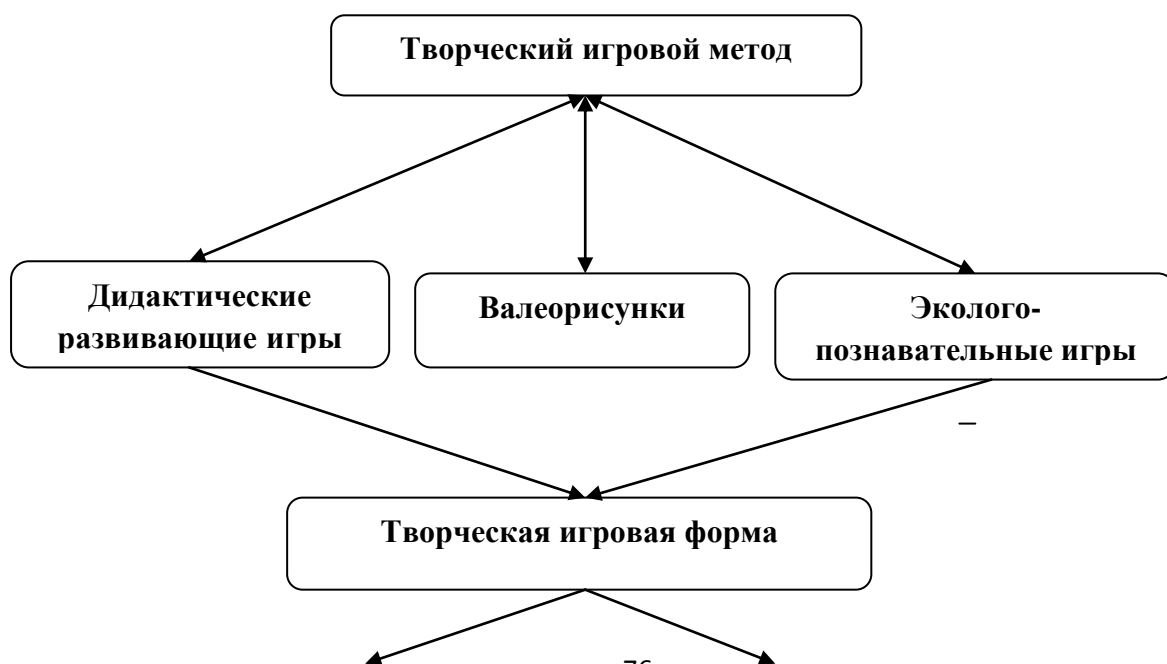 Творческий игровой метод
Дидактические
развивающие игры
Валеорисунки
Эколого-
познавательные игры
–
Творческая игровая форма
76